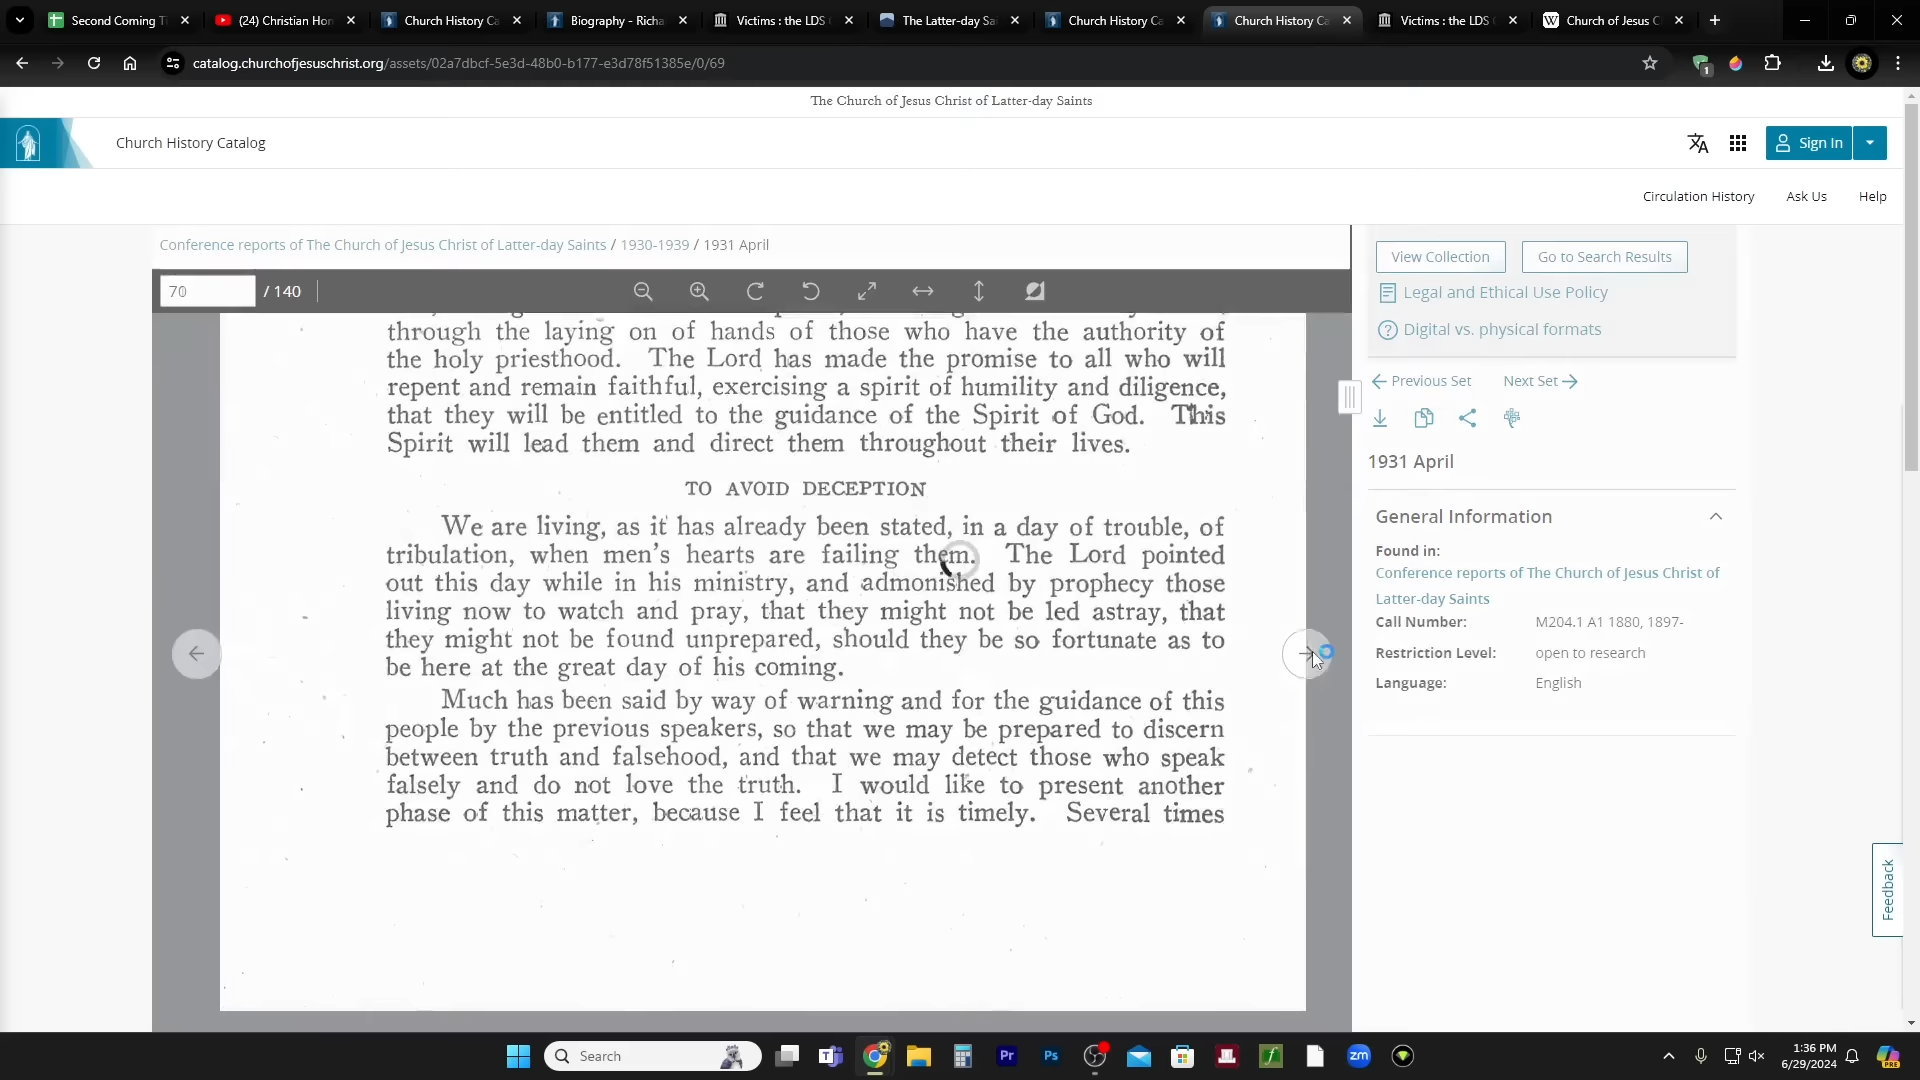 Second Coming Ti
(24) Christian Hom
Church History Ca
Biography - Richa
Victims : the LDS C
The Latter-day Sa
Church History Ca
Church History Ca
Victims : the LDS C
Church of Jesus C
catalog.churchofjesuschrist.org/assets/02a7dbcf-5e3d-48b0-b177-e3d78f51385e/0/69
1
The Church of Jesus Christ of Latter-day Saints
Church History Catalog
Sign In
Circulation History
Ask Us
Help
Conference reports of The Church of Jesus Christ of Latter-day Saints / 1930-1939 / 1931 April
70 / 140
through the laying on of hands of those who have the authority of
the holy priesthood. The Lord has made the promise to all who will
repent and remain faithful, exercising a spirit of humility and diligence,
that they will be entitled to the guidance of the Spirit of God. This
Spirit will lead them and direct them throughout their lives.
TO AVOID DECEPTION
We are living, as it has already been stated, in a day of trouble, of
tribulation, when men's hearts are failing them. The Lord pointed
out this day while in his ministry, and admonished by prophecy those
living now to watch and pray, that they might not be led astray, that
they might not be found unprepared, should they be so fortunate as to
be here at the great day of his coming.
Much has been said by way of warning and for the guidance of this
people by the previous speakers, so that we may be prepared to discern
between truth and falsehood, and that we may detect those who speak
falsely and do not love the truth. I would like to present another
phase of this matter, because I feel that it is timely. Several times
View Collection
Go to Search Results
Legal and Ethical Use Policy
Digital vs. physical formats
Previous Set
Next Set
1931 April
General Information
Found in:
Conference reports of The Church of Jesus Christ of
Latter-day Saints
Call Number: M204.1 A1 1880, 1897-
Restriction Level: open to research
Language: English
Feedback
Search
Pr
Ps
zm
1:36 PM
6/29/2024
PRE